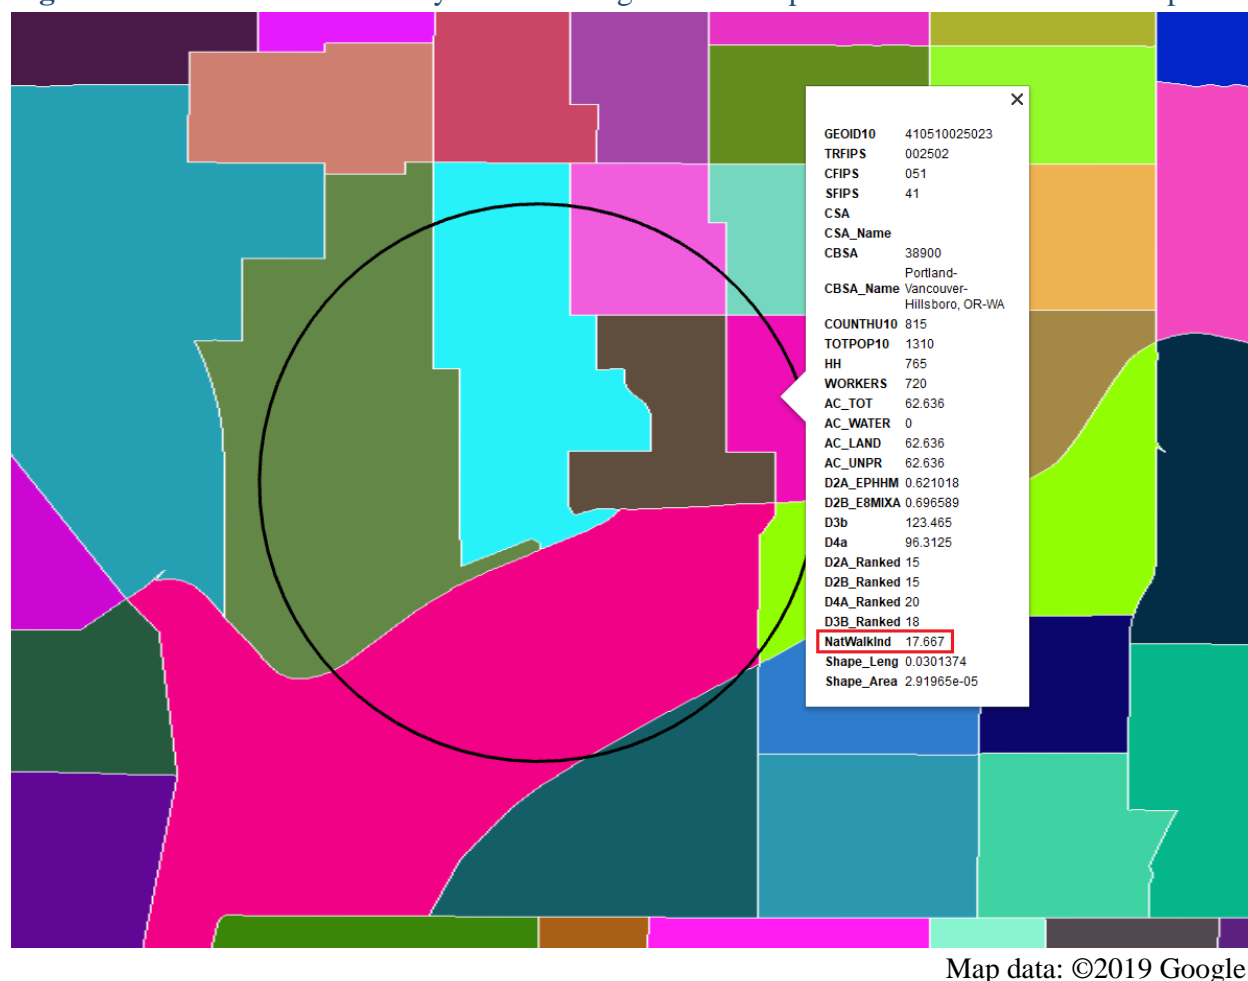 ×
GEOID10 410510025023
TRFIPS 002502
CFIPS 051
SFIPS 41
CSA
CSA_Name
CBSA 38900
CBSA_Name Portland-
Vancouver-
Hillsboro, OR-WA
COUNTHU10 815
TOTPOP10 1310
HH 765
WORKERS 720
AC_TOT 62.636
AC_WATER 0
AC_LAND 62.636
AC_UNPR 62.636
D2A_EPHHM 0.621018
D2B_E8MIXA 0.696589
D3b 123.465
D4a 96.3125
D2A_Ranked 15
D2B_Ranked 15
D4A_Ranked 20
D3B_Ranked 18
NatWalkInd 17.667
Shape_Leng 0.0301374
Shape_Area 2.91965e-05
Map data: ©2019 Google